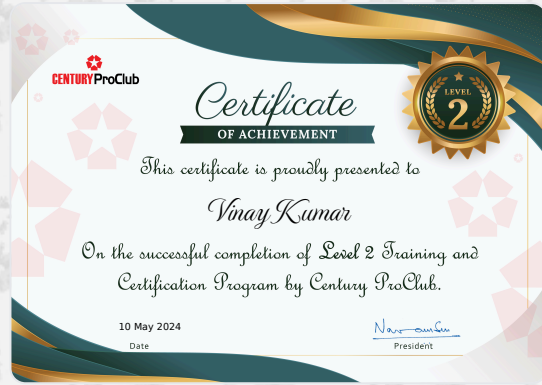 CENTURY ProClub
Certificate
OF ACHIEVEMENT
LEVEL
2
This certificate is proudly presented to
Vinay Kumar
On the successful completion of Level 2 Training and
Certification Program by Century ProClub.
10 May 2024
Date
President